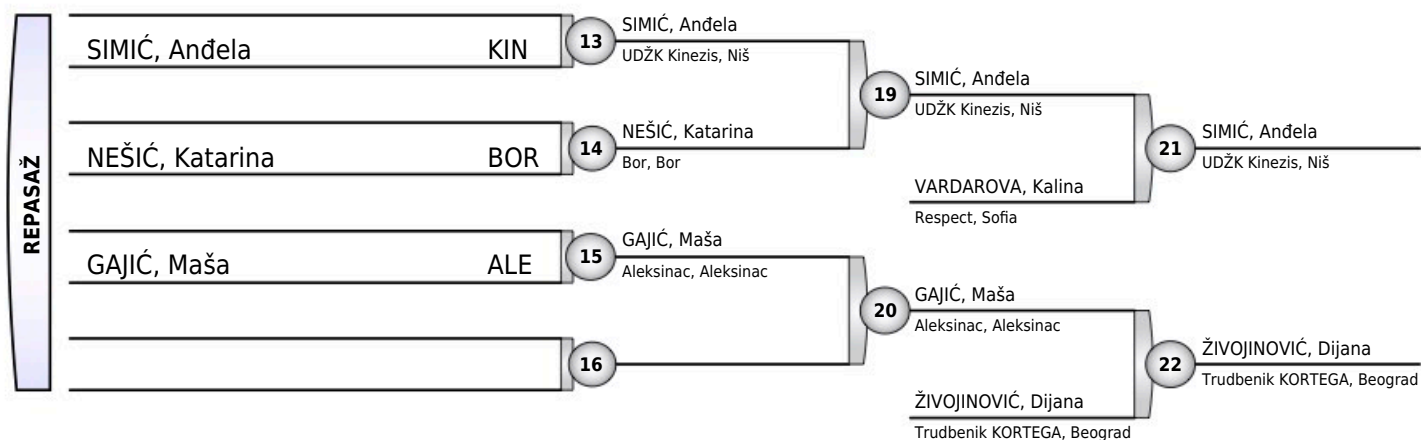 REPASAŽ
SIMIĆ, Anđela KIN
NEŠIĆ, Katarina BOR
GAJIĆ, Maša ALE
13
SIMIĆ, Anđela
UDŽK Kinezis, Niš
14
NEŠIĆ, Katarina
Bor, Bor
15
GAJIĆ, Maša
Aleksinac, Aleksinac
16
19
SIMIĆ, Anđela
UDŽK Kinezis, Niš
VARDAROVA, Kalina
Respect, Sofia
20
GAJIĆ, Maša
Aleksinac, Aleksinac
ŽIVOJINOVIĆ, Dijana
Trudbenik KORTEGA, Beograd
21
SIMIĆ, Anđela
UDŽK Kinezis, Niš
22
ŽIVOJINOVIĆ, Dijana
Trudbenik KORTEGA, Beograd